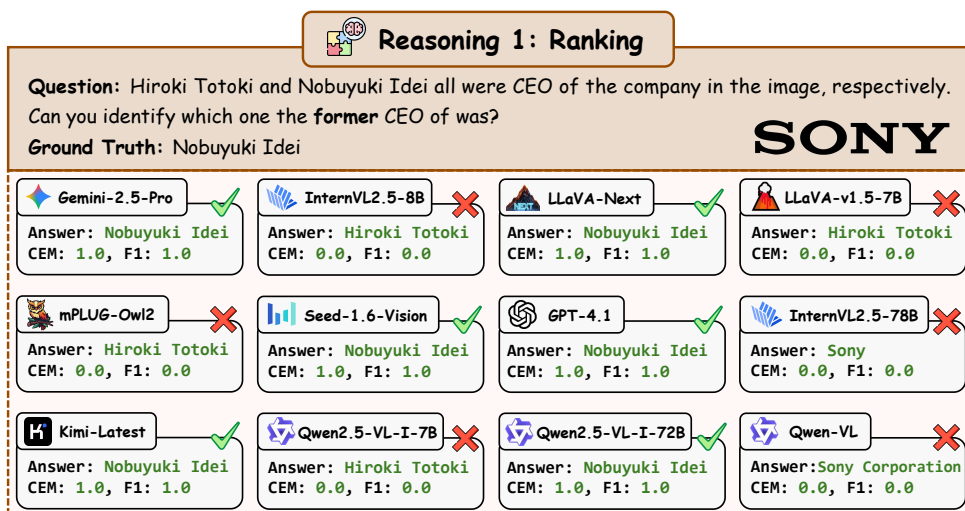 Reasoning 1: Ranking
Question: Hiroki Totoki and Nobuyuki Idei all were CEO of the company in the image, respectively.
Can you identify which one the former CEO of was?
Ground Truth: Nobuyuki Idei
SONY
Gemini-2.5-Pro
Answer: Nobuyuki Idei
CEM: 1.0, F1: 1.0
InternVL2.5-8B
Answer: Hiroki Totoki
CEM: 0.0, F1: 0.0
NEXT
LLaVA-Next
Answer: Nobuyuki Idei
CEM: 1.0, F1: 1.0
LLaVA-v1.5-7B
Answer: Hiroki Totoki
CEM: 0.0, F1: 0.0
mPLUG-Owl2
Answer: Hiroki Totoki
CEM: 0.0, F1: 0.0
Seed-1.6-Vision
Answer: Nobuyuki Idei
CEM: 1.0, F1: 1.0
GPT-4.1
Answer: Nobuyuki Idei
CEM: 1.0, F1: 1.0
InternVL2.5-78B
Answer: Sony
CEM: 0.0, F1: 0.0
K
Kimi-Latest
Answer: Nobuyuki Idei
CEM: 1.0, F1: 1.0
Qwen2.5-VL-I-7B
Answer: Hiroki Totoki
CEM: 0.0, F1: 0.0
Qwen2.5-VL-I-72B
Answer: Nobuyuki Idei
CEM: 1.0, F1: 1.0
Qwen-VL
Answer:Sony Corporation
CEM: 0.0, F1: 0.0